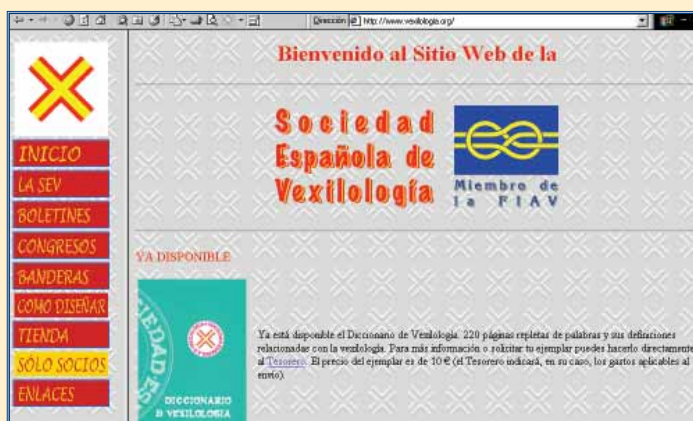 Dirección http://www.vexilologia.org/
Bienvenido al Sitio Web de la
Sociedad
Española de
Vexilología
Miembro de
la FIAV
INICIO
LA SEV
BOLETINES
CONGRESOS
BANDERAS
COMO DISEÑAR
TIENDA
SÓLO SOCIOS
ENLACES
YA DISPONIBLE
DICCIONARIO
D VEXILOLOGIA
Ya está disponible el Diccionario de Vexilología. 220 páginas repletas de palabras y sus definiciones
relacionadas con la vexilología. Para más información o solicitar tu ejemplar puedes hacerlo directamente
al Tesorero. El precio del ejemplar es de 10 € (el Tesorero indicará, en su caso, los gastos aplicables al
envío).